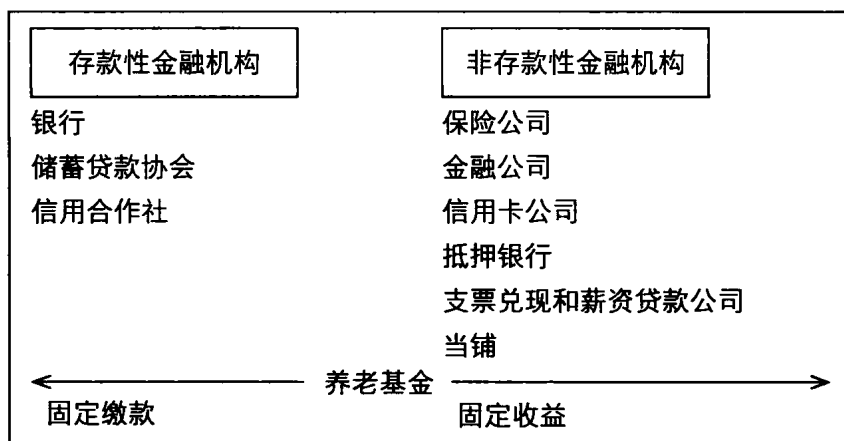 存款性金融机构
银行
储蓄贷款协会
信用合作社
非存款性金融机构
保险公司
金融公司
信用卡公司
抵押银行
支票兑现和薪资贷款公司
当铺
养老基金
固定缴款
固定收益